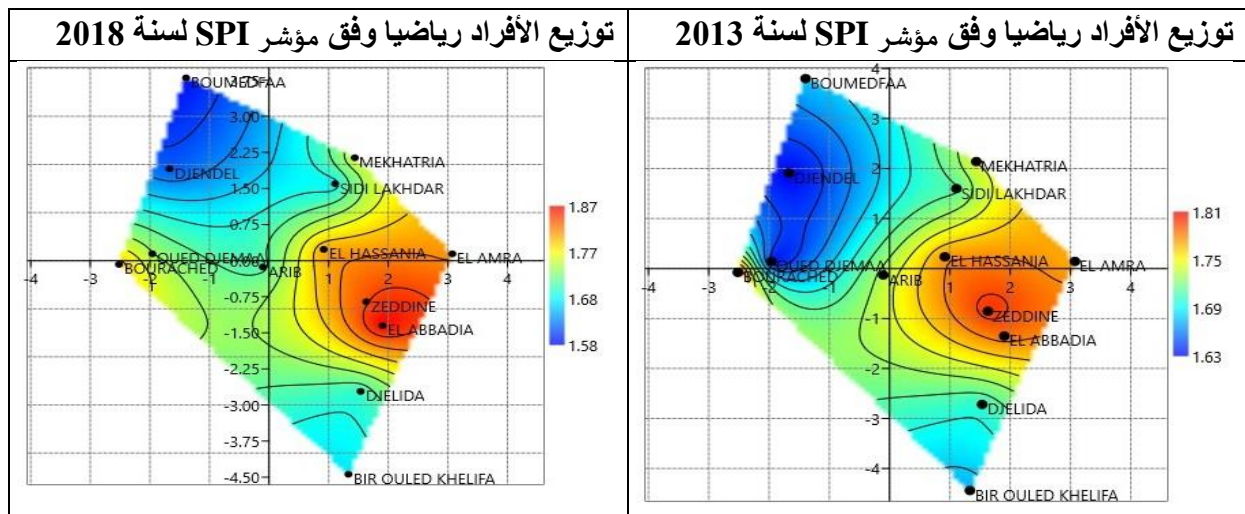 توزيع الأفراد رياضيا وفق مؤشر SPI لسنة 2013
توزيع الأفراد رياضيا وفق مؤشر SPI لسنة 2018
4
BOUMEDFAA
3
MEKHATRIA
2
DJENDEL
SIDI LAKHDAR
1
OUED DJEMAA
EL HASSANIA
EL AMRA
BOURACHED
ARIB
-4 -3 -2 -1 0 1 2 3 4
ZEDDINE
-1
EL ABBADIA
-2
DJELIDA
-3
-4
BIR OULED KHELIFA
1.81
1.75
1.69
1.63
3.75
BOUMEDFAA
3.00
2.25
MEKHATRIA
DJENDEL
1.50
SIDI LAKHDAR
0.75
OUED DJEMAA
0.00
EL HASSANIA
EL AMRA
BOURACHED
ARIB
-4 -3 -2 -1 0 1 2 3 4
-0.75
ZEDDINE
EL ABBADIA
-1.50
-2.25
DJELIDA
-3.00
-3.75
-4.50
BIR OULED KHELIFA
1.87
1.77
1.68
1.58